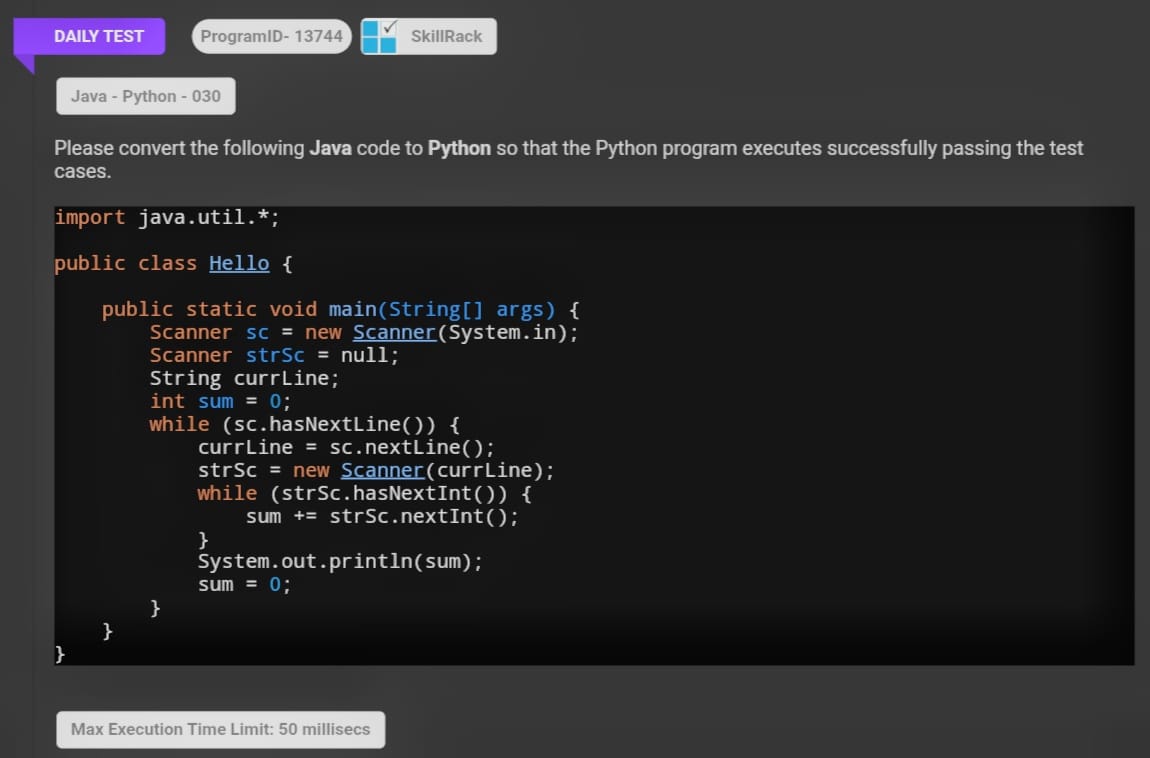 DAILY TEST ProgramID- 13744 SkillRack
Java - Python - 030
Please convert the following Java code to Python so that the Python program executes successfully passing the test
cases.
import java.util.*;
public class Hello {
    public static void main(String[] args) {
        Scanner sc = new Scanner(System.in);
        Scanner strSc = null;
        String currLine;
        int sum = 0;
        while (sc.hasNextLine()) {
            currLine = sc.nextLine();
            strSc = new Scanner(currLine);
            while (strSc.hasNextInt()) {
                sum += strSc.nextInt();
            }
            System.out.println(sum);
            sum = 0;
        }
    }
}
Max Execution Time Limit: 50 millisecs